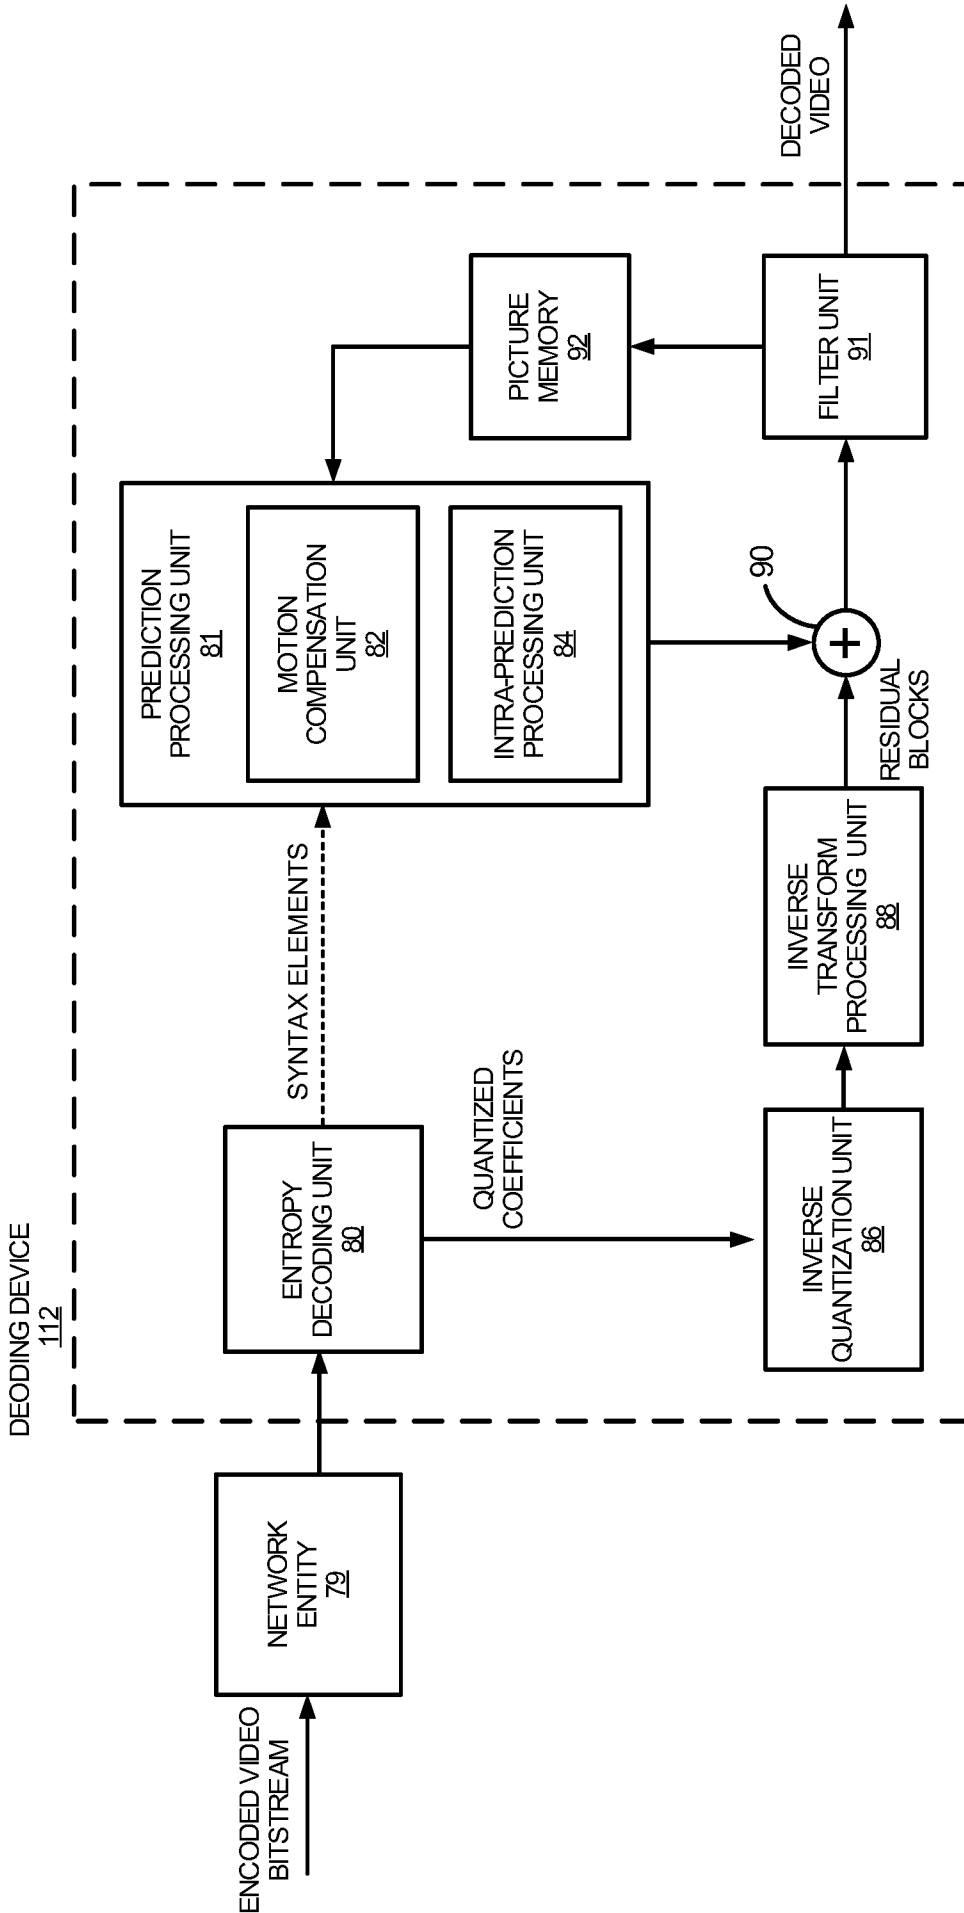 DEODING DEVICE
112
ENCODED VIDEO
BITSTREAM
NETWORK
ENTITY
79
ENTROPY
DECODING UNIT
80
SYNTAX ELEMENTS
QUANTIZED
COEFFICIENTS
PREDICTION
PROCESSING UNIT
81
MOTION
COMPENSATION
UNIT
82
INTRA-PREDICTION
PROCESSING UNIT
84
PICTURE
MEMORY
92
INVERSE
QUANTIZATION UNIT
86
INVERSE
TRANSFORM
PROCESSING UNIT
88
RESIDUAL
BLOCKS
90
+
FILTER UNIT
91
DECODED
VIDEO